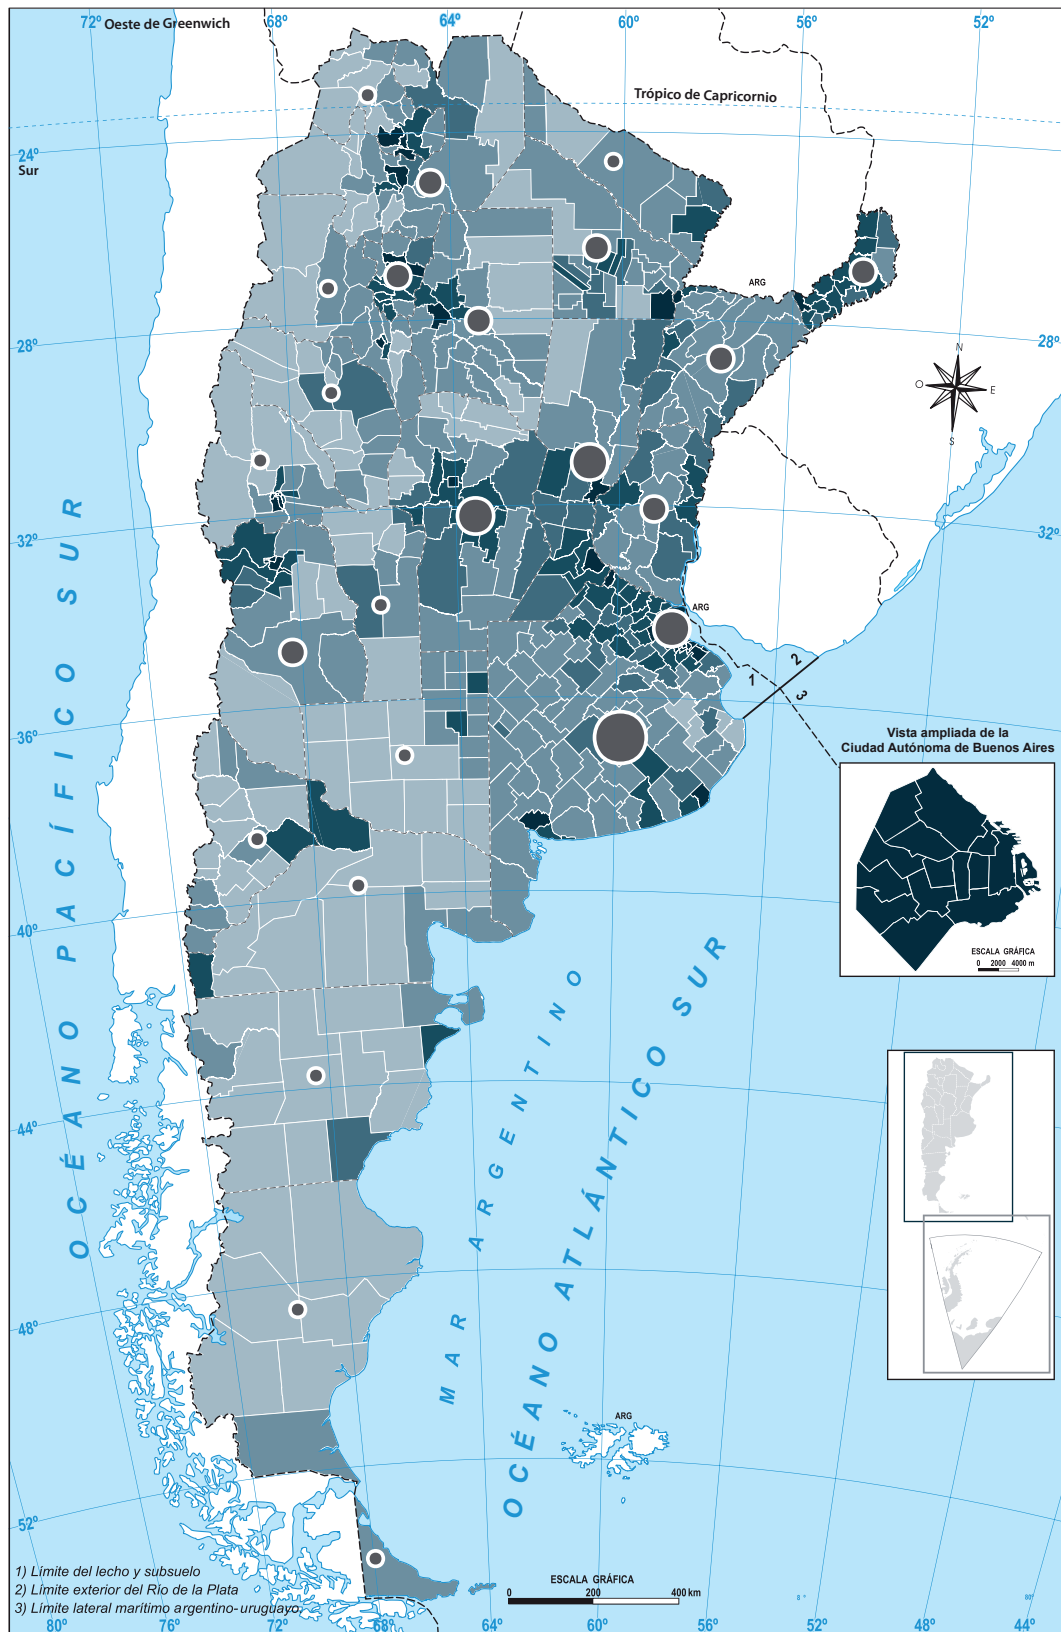 72º
Oeste de Greenwich
68º
64º
60º
56º
52º
Trópico de Capricornio
24º
Sur
ARG
28º
28º
N
O
E
S
32º
32º
ARG
1
2
3
36º
Vista ampliada de la
Ciudad Autónoma de Buenos Aires
ESCALA GRÁFICA
0 2000 4000 m
40º
44º
48º
52º
OCÉANO PACÍFICO SUR
MAR ARGENTINO
OCÉANO ATLÁNTICO SUR
ARG
1) Límite del lecho y subsuelo
2) Límite exterior del Río de la Plata
3) Límite lateral marítimo argentino-uruguayo.
ESCALA GRÁFICA
0 200 400 km
80º
76º
72º
68º
64º
60º
56º
52º
48º
44º